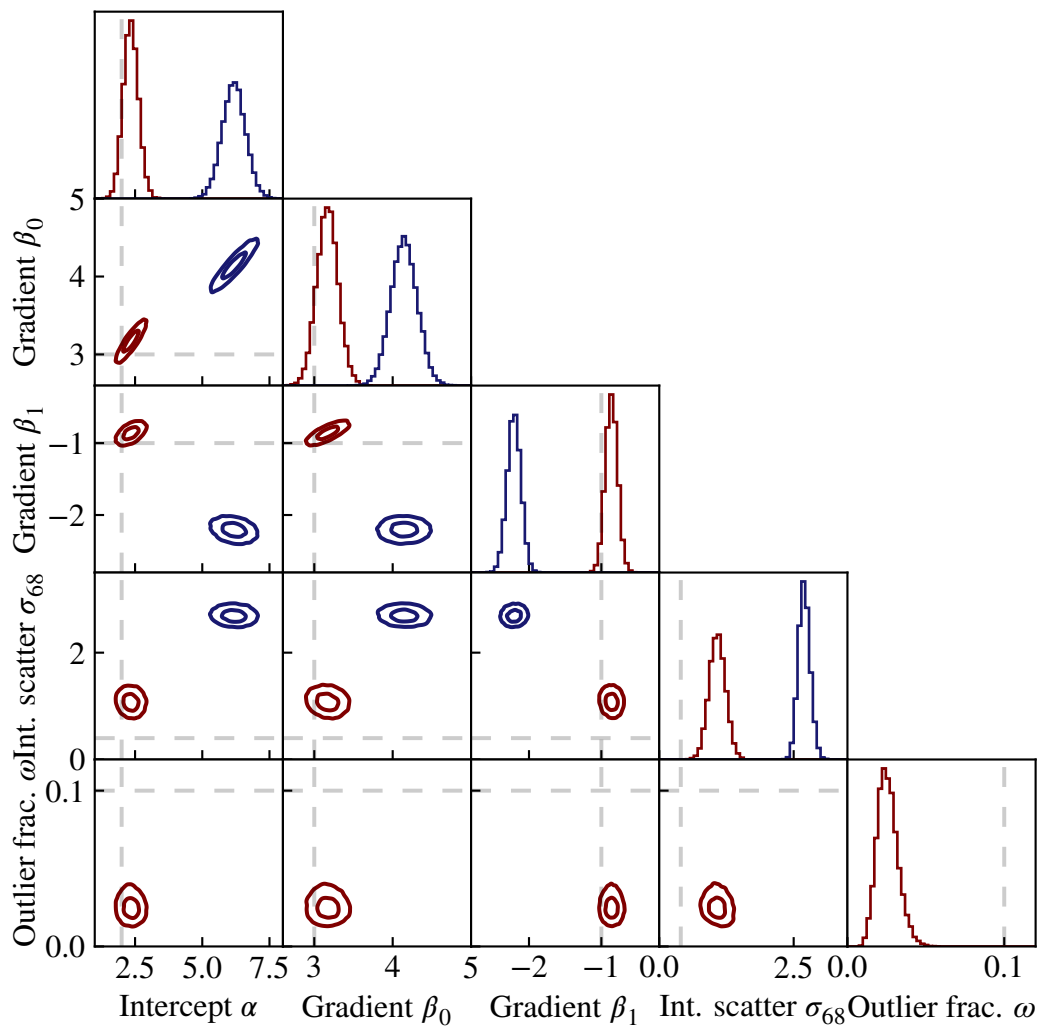 5
Gradient β₀
4
3
Gradient β₁
−1
−2
Int. scatter σ₆₈
2
0
Outlier frac. ω
0.1
0.0
2.5 5.0 7.5 3 4 5 −2 −1 0.0 2.5 0.0 0.1
Intercept α Gradient β₀ Gradient β₁ Int. scatter σ₆₈ Outlier frac. ω